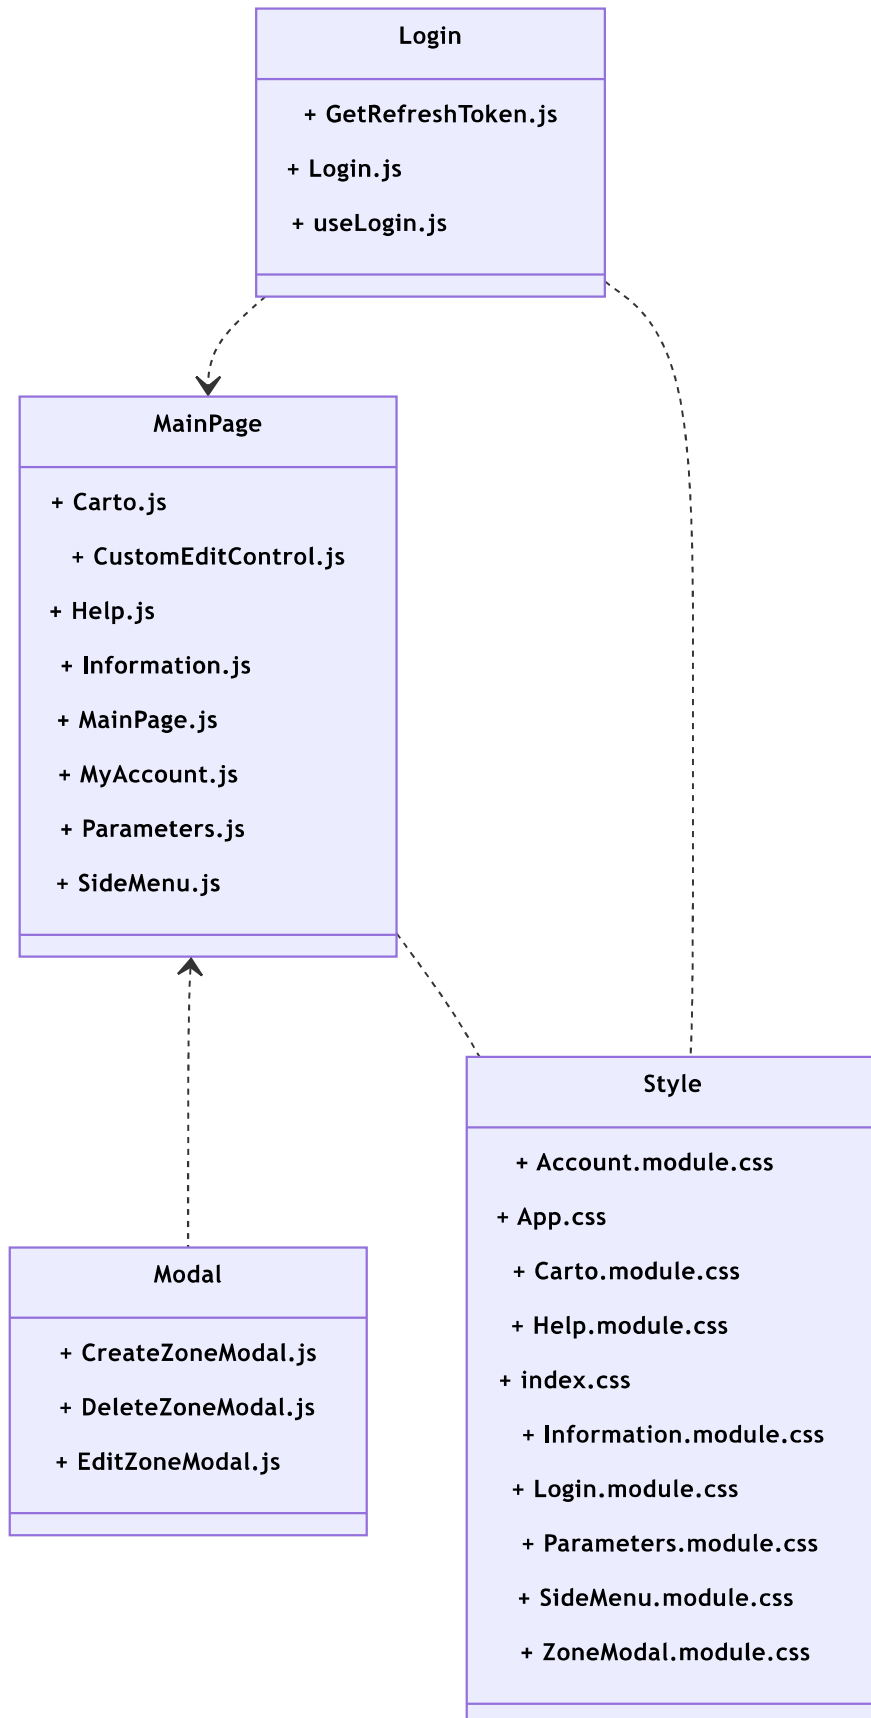 Login
+ GetRefreshToken.js
+ Login.js
+ useLogin.js
MainPage
+ Carto.js
+ CustomEditControl.js
+ Help.js
+ Information.js
+ MainPage.js
+ MyAccount.js
+ Parameters.js
+ SideMenu.js
Modal
+ CreateZoneModal.js
+ DeleteZoneModal.js
+ EditZoneModal.js
Style
+ Account.module.css
+ App.css
+ Carto.module.css
+ Help.module.css
+ index.css
+ Information.module.css
+ Login.module.css
+ Parameters.module.css
+ SideMenu.module.css
+ ZoneModal.module.css